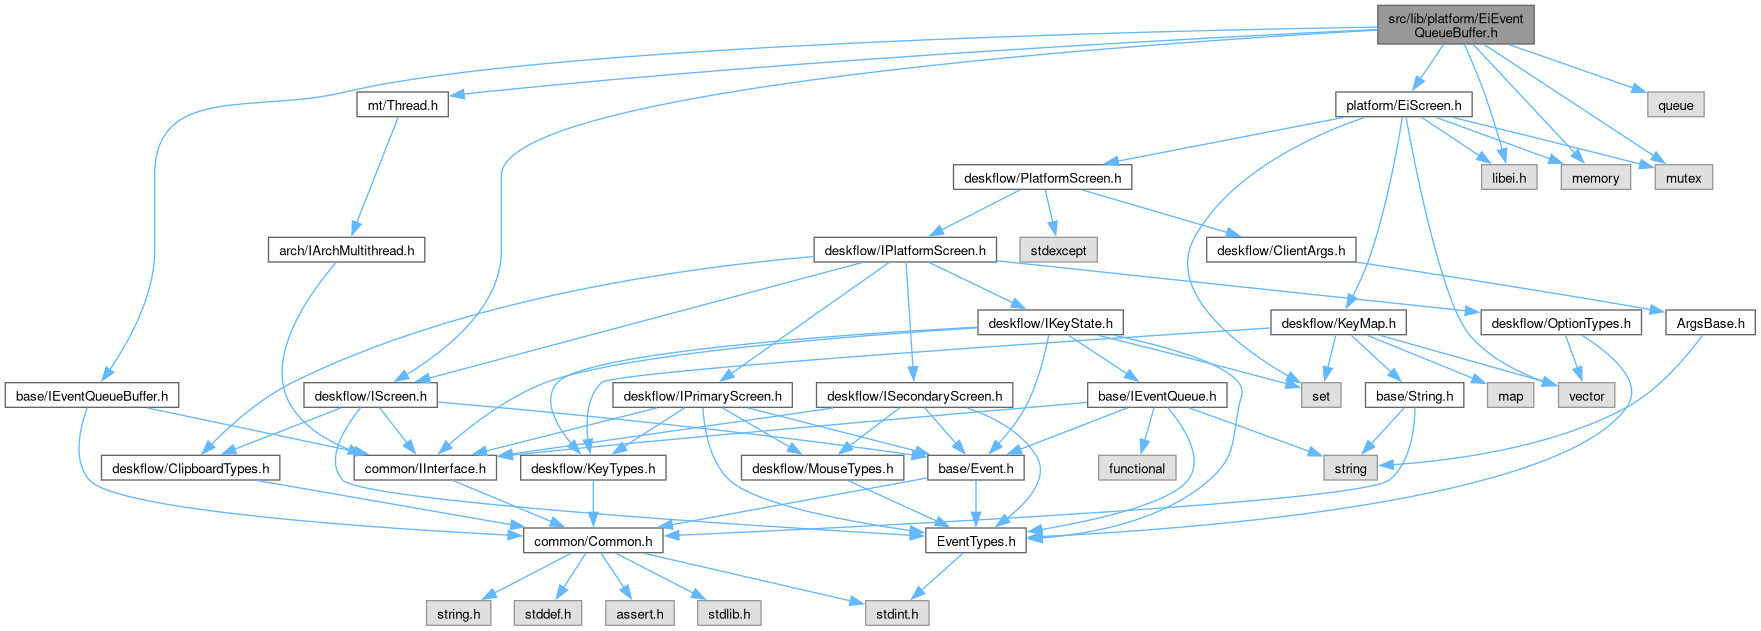 src/lib/platform/EiEvent
QueueBuffer.h
mt/Thread.h
platform/EiScreen.h
queue
deskflow/PlatformScreen.h
libei.h
memory
mutex
arch/IArchMultithread.h
deskflow/IPlatformScreen.h
stdexcept
deskflow/ClientArgs.h
deskflow/IKeyState.h
deskflow/KeyMap.h
deskflow/OptionTypes.h
ArgsBase.h
base/IEventQueueBuffer.h
deskflow/IScreen.h
deskflow/IPrimaryScreen.h
deskflow/ISecondaryScreen.h
base/IEventQueue.h
set
base/String.h
map
vector
deskflow/ClipboardTypes.h
common/IInterface.h
deskflow/KeyTypes.h
deskflow/MouseTypes.h
base/Event.h
functional
string
common/Common.h
EventTypes.h
string.h
stddef.h
assert.h
stdlib.h
stdint.h